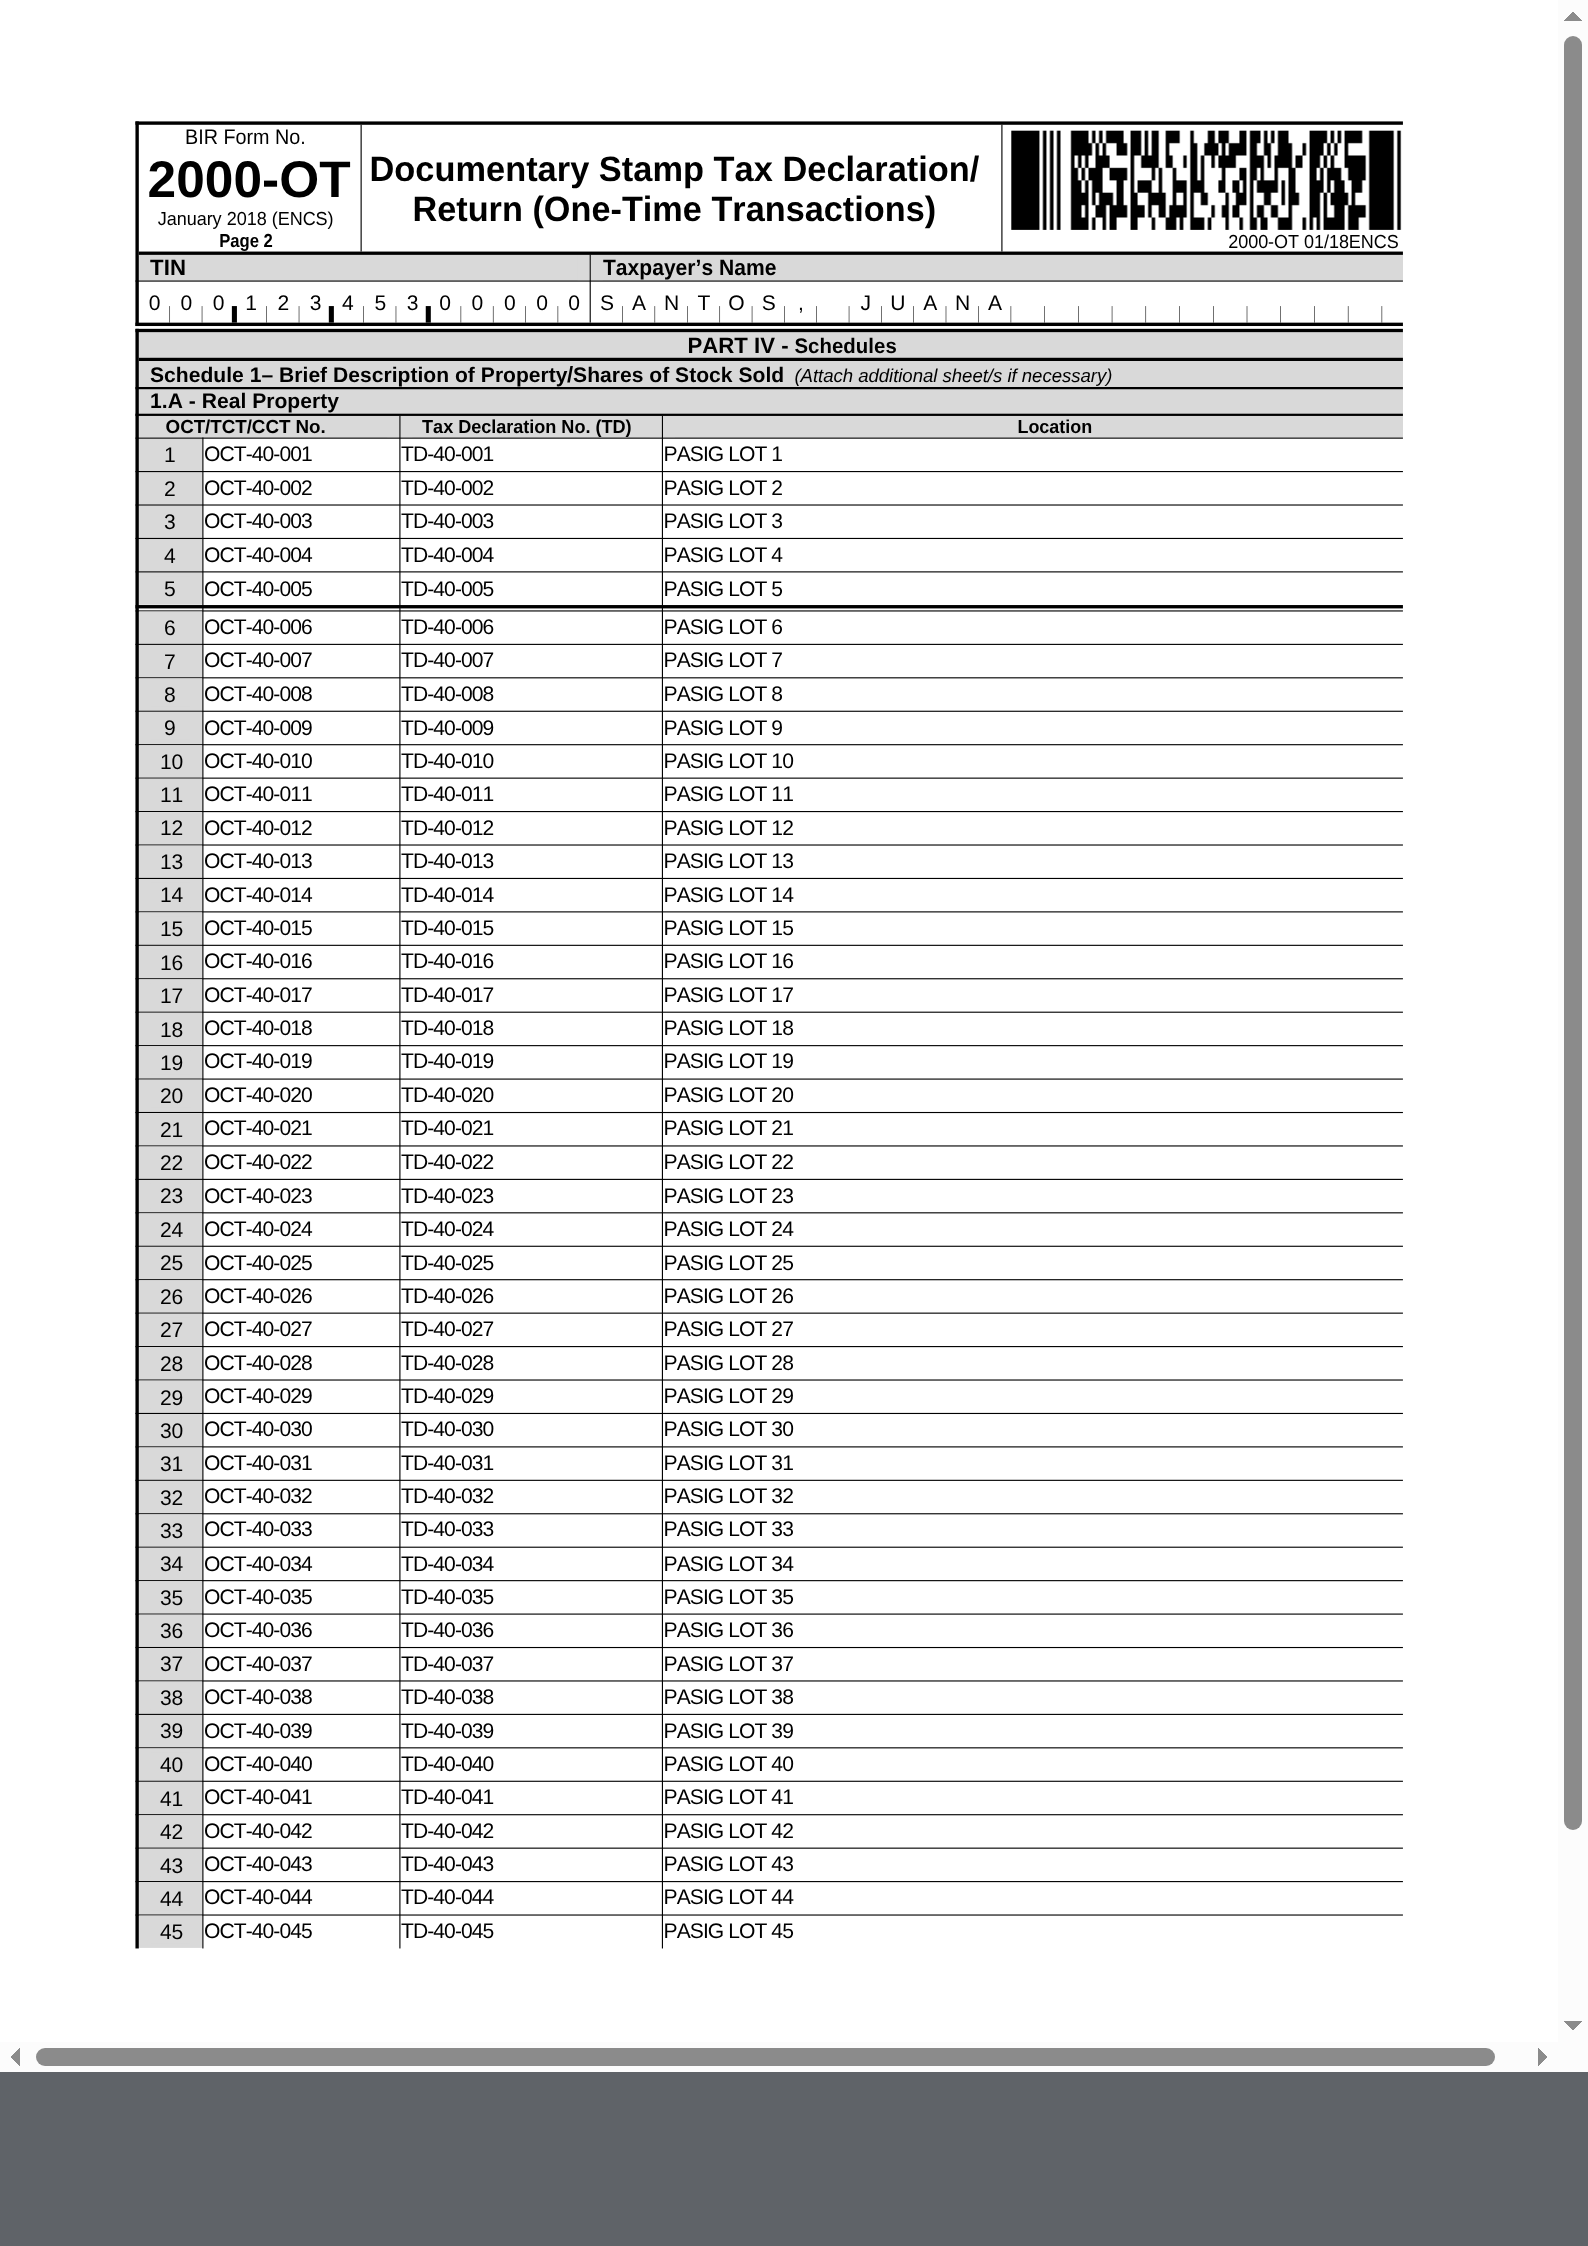 BIR Form No.
2000-OT
January 2018 (ENCS)
Page 2
Documentary Stamp Tax Declaration/
Return (One-Time Transactions)
2000-OT 01/18ENCS
TIN Taxpayer’s Name
0 0 0 1 2 3 4 5 3 0 0 0 0 0 S A N T O S , J U A N A
PART IV - Schedules
Schedule 1– Brief Description of Property/Shares of Stock Sold (Attach additional sheet/s if necessary)
1.A - Real Property
OCT/TCT/CCT No. Tax Declaration No. (TD) Location
1 OCT-40-001 TD-40-001 PASIG LOT 1
2 OCT-40-002 TD-40-002 PASIG LOT 2
3 OCT-40-003 TD-40-003 PASIG LOT 3
4 OCT-40-004 TD-40-004 PASIG LOT 4
5 OCT-40-005 TD-40-005 PASIG LOT 5
6 OCT-40-006 TD-40-006 PASIG LOT 6
7 OCT-40-007 TD-40-007 PASIG LOT 7
8 OCT-40-008 TD-40-008 PASIG LOT 8
9 OCT-40-009 TD-40-009 PASIG LOT 9
10 OCT-40-010 TD-40-010 PASIG LOT 10
11 OCT-40-011 TD-40-011 PASIG LOT 11
12 OCT-40-012 TD-40-012 PASIG LOT 12
13 OCT-40-013 TD-40-013 PASIG LOT 13
14 OCT-40-014 TD-40-014 PASIG LOT 14
15 OCT-40-015 TD-40-015 PASIG LOT 15
16 OCT-40-016 TD-40-016 PASIG LOT 16
17 OCT-40-017 TD-40-017 PASIG LOT 17
18 OCT-40-018 TD-40-018 PASIG LOT 18
19 OCT-40-019 TD-40-019 PASIG LOT 19
20 OCT-40-020 TD-40-020 PASIG LOT 20
21 OCT-40-021 TD-40-021 PASIG LOT 21
22 OCT-40-022 TD-40-022 PASIG LOT 22
23 OCT-40-023 TD-40-023 PASIG LOT 23
24 OCT-40-024 TD-40-024 PASIG LOT 24
25 OCT-40-025 TD-40-025 PASIG LOT 25
26 OCT-40-026 TD-40-026 PASIG LOT 26
27 OCT-40-027 TD-40-027 PASIG LOT 27
28 OCT-40-028 TD-40-028 PASIG LOT 28
29 OCT-40-029 TD-40-029 PASIG LOT 29
30 OCT-40-030 TD-40-030 PASIG LOT 30
31 OCT-40-031 TD-40-031 PASIG LOT 31
32 OCT-40-032 TD-40-032 PASIG LOT 32
33 OCT-40-033 TD-40-033 PASIG LOT 33
34 OCT-40-034 TD-40-034 PASIG LOT 34
35 OCT-40-035 TD-40-035 PASIG LOT 35
36 OCT-40-036 TD-40-036 PASIG LOT 36
37 OCT-40-037 TD-40-037 PASIG LOT 37
38 OCT-40-038 TD-40-038 PASIG LOT 38
39 OCT-40-039 TD-40-039 PASIG LOT 39
40 OCT-40-040 TD-40-040 PASIG LOT 40
41 OCT-40-041 TD-40-041 PASIG LOT 41
42 OCT-40-042 TD-40-042 PASIG LOT 42
43 OCT-40-043 TD-40-043 PASIG LOT 43
44 OCT-40-044 TD-40-044 PASIG LOT 44
45 OCT-40-045 TD-40-045 PASIG LOT 45